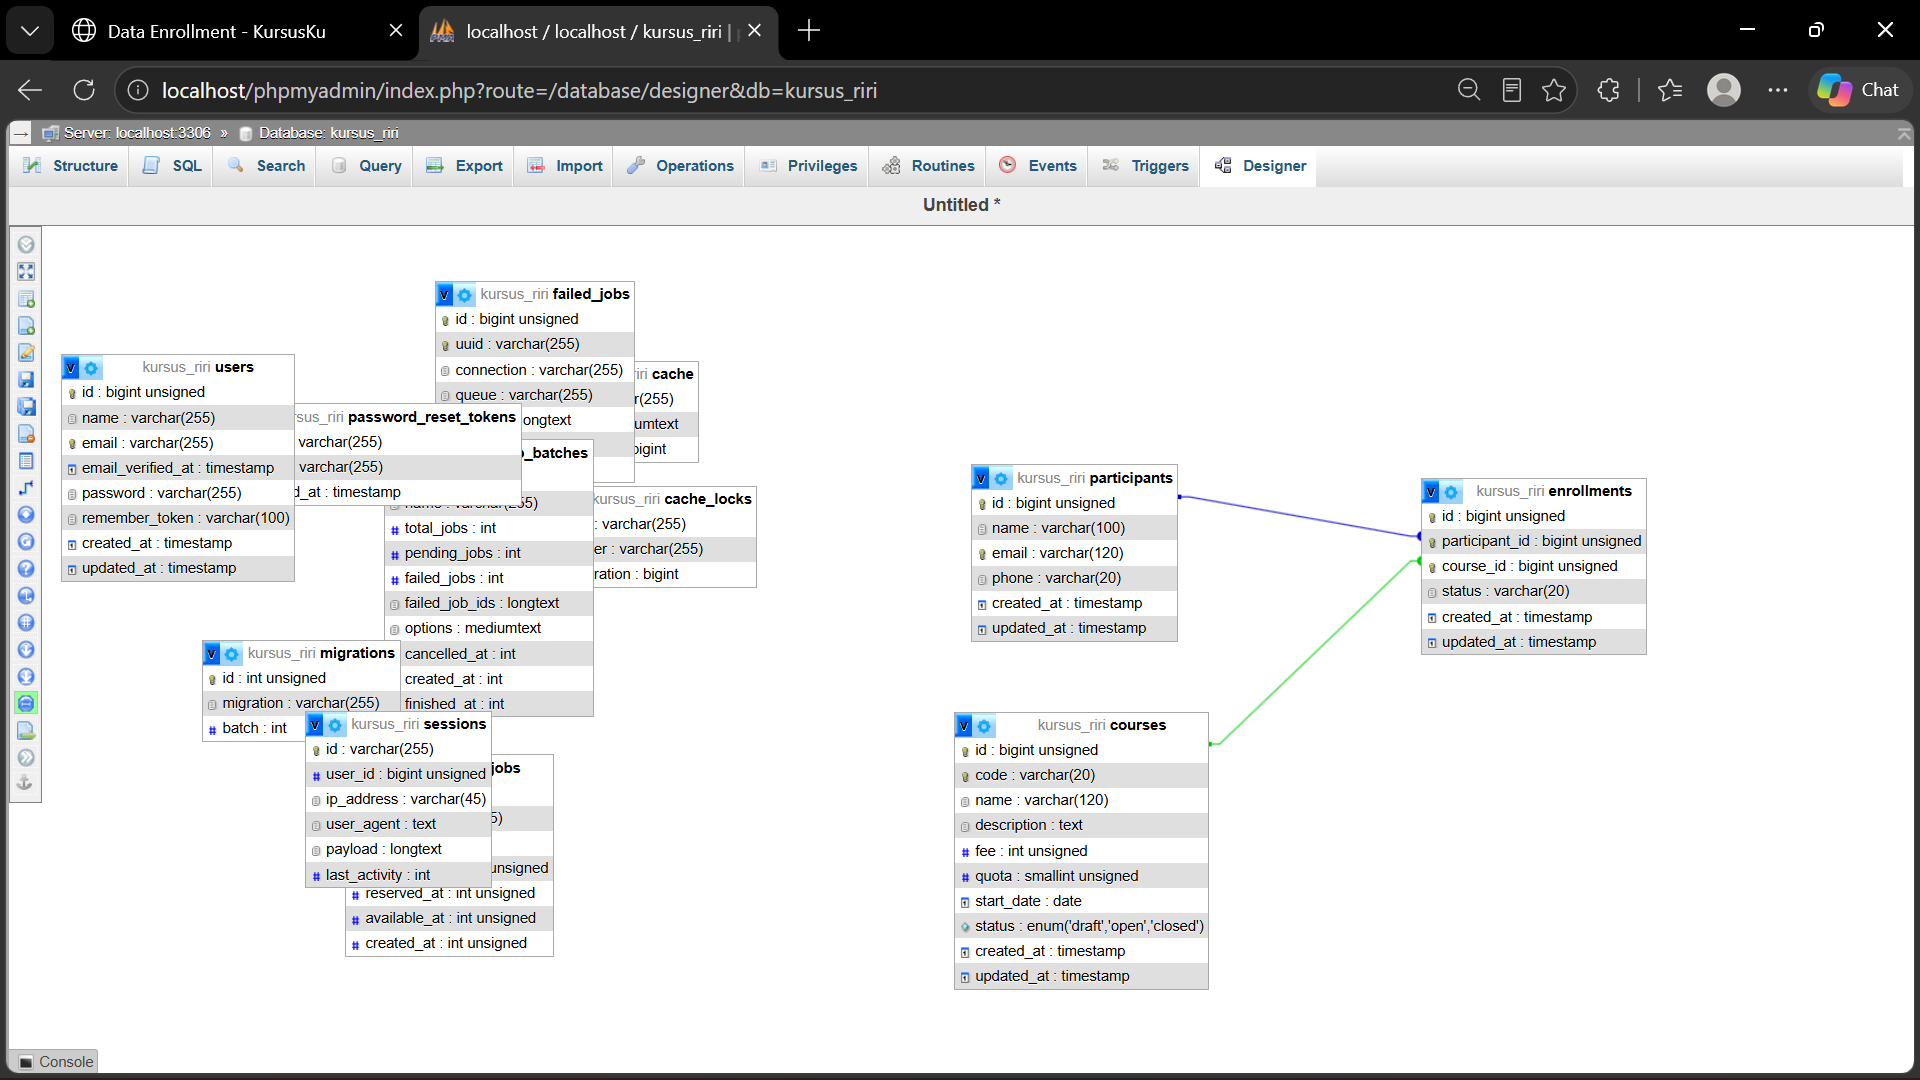 Data Enrollment - KursusKu
localhost / localhost / kursus_riri |
localhost/phpmyadmin/index.php?route=/database/designer&db=kursus_riri
Chat
Server: localhost:3306 » Database: kursus_riri
Structure SQL Search Query Export Import Operations Privileges Routines Events Triggers Designer
Untitled *
kursus_riri failed_jobs
id : bigint unsigned
uuid : varchar(255)
connection : varchar(255)
queue : varchar(255)
ongtext
riri cache
r(255)
umtext
bigint
kursus_riri users
id : bigint unsigned
name : varchar(255)
email : varchar(255)
email_verified_at : timestamp
password : varchar(255)
remember_token : varchar(100)
created_at : timestamp
updated_at : timestamp
sus_riri password_reset_tokens
varchar(255)
varchar(255)
d_at : timestamp
_batches
name : varchar(255)
total_jobs : int
pending_jobs : int
failed_jobs : int
failed_job_ids : longtext
options : mediumtext
cancelled_at : int
created_at : int
finished_at : int
kursus_riri cache_locks
: varchar(255)
er : varchar(255)
ration : bigint
kursus_riri migrations
id : int unsigned
migration : varchar(255)
batch : int
kursus_riri sessions
id : varchar(255)
user_id : bigint unsigned
ip_address : varchar(45)
user_agent : text
payload : longtext
last_activity : int
jobs
5)
unsigned
reserved_at : int unsigned
available_at : int unsigned
created_at : int unsigned
kursus_riri participants
id : bigint unsigned
name : varchar(100)
email : varchar(120)
phone : varchar(20)
created_at : timestamp
updated_at : timestamp
kursus_riri enrollments
id : bigint unsigned
participant_id : bigint unsigned
course_id : bigint unsigned
status : varchar(20)
created_at : timestamp
updated_at : timestamp
kursus_riri courses
id : bigint unsigned
code : varchar(20)
name : varchar(120)
description : text
fee : int unsigned
quota : smallint unsigned
start_date : date
status : enum('draft','open','closed')
created_at : timestamp
updated_at : timestamp
Console